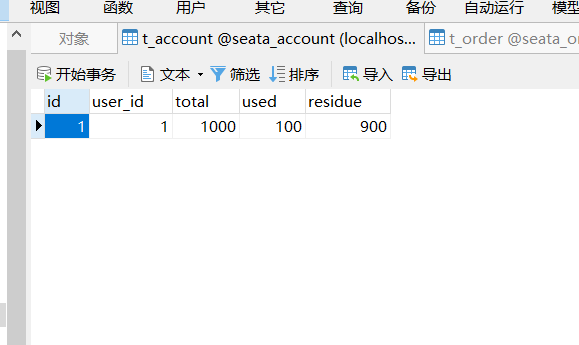 视图 函数 用户 其它 查询 备份 自动运行 模型
对象 t_account @seata_account (localhos... t_order @seata_or
开始事务 文本 筛选 排序 导入 导出
id user_id total used residue
1 1 1000 100 900